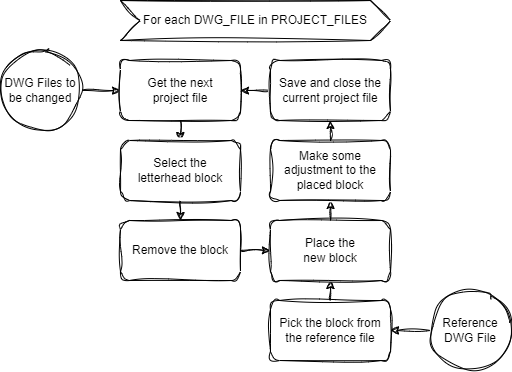 For each DWG_FILE in PROJECT_FILES
DWG Files to
be changed
Get the next
project file
Save and close the
current project file
Select the
letterhead block
Make some
adjustment to the
placed block
Remove the block
Place the
new block
Pick the block from
the reference file
Reference
DWG File